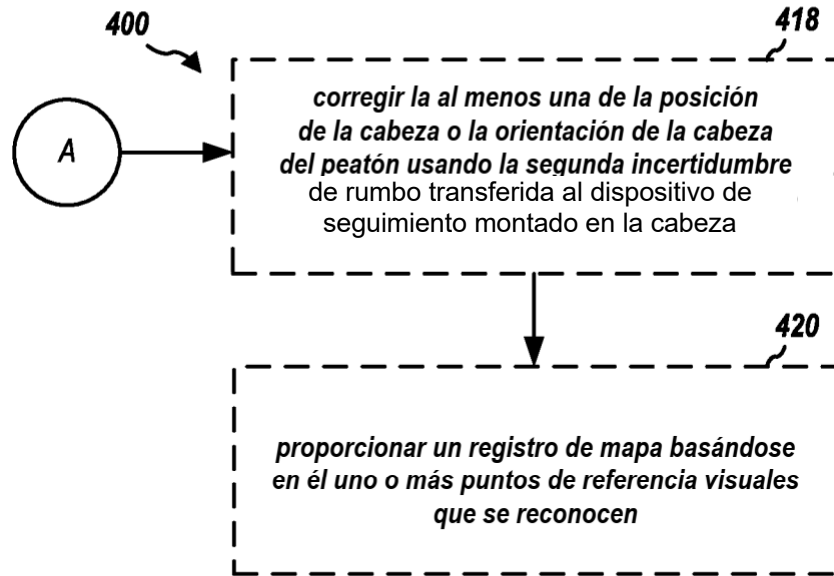 400
418
A
corregir la al menos una de la posición
de la cabeza o la orientación de la cabeza
del peatón usando la segunda incertidumbre
de rumbo transferida al dispositivo de
seguimiento montado en la cabeza
420
proporcionar un registro de mapa basándose
en él uno o más puntos de referencia visuales
que se reconocen